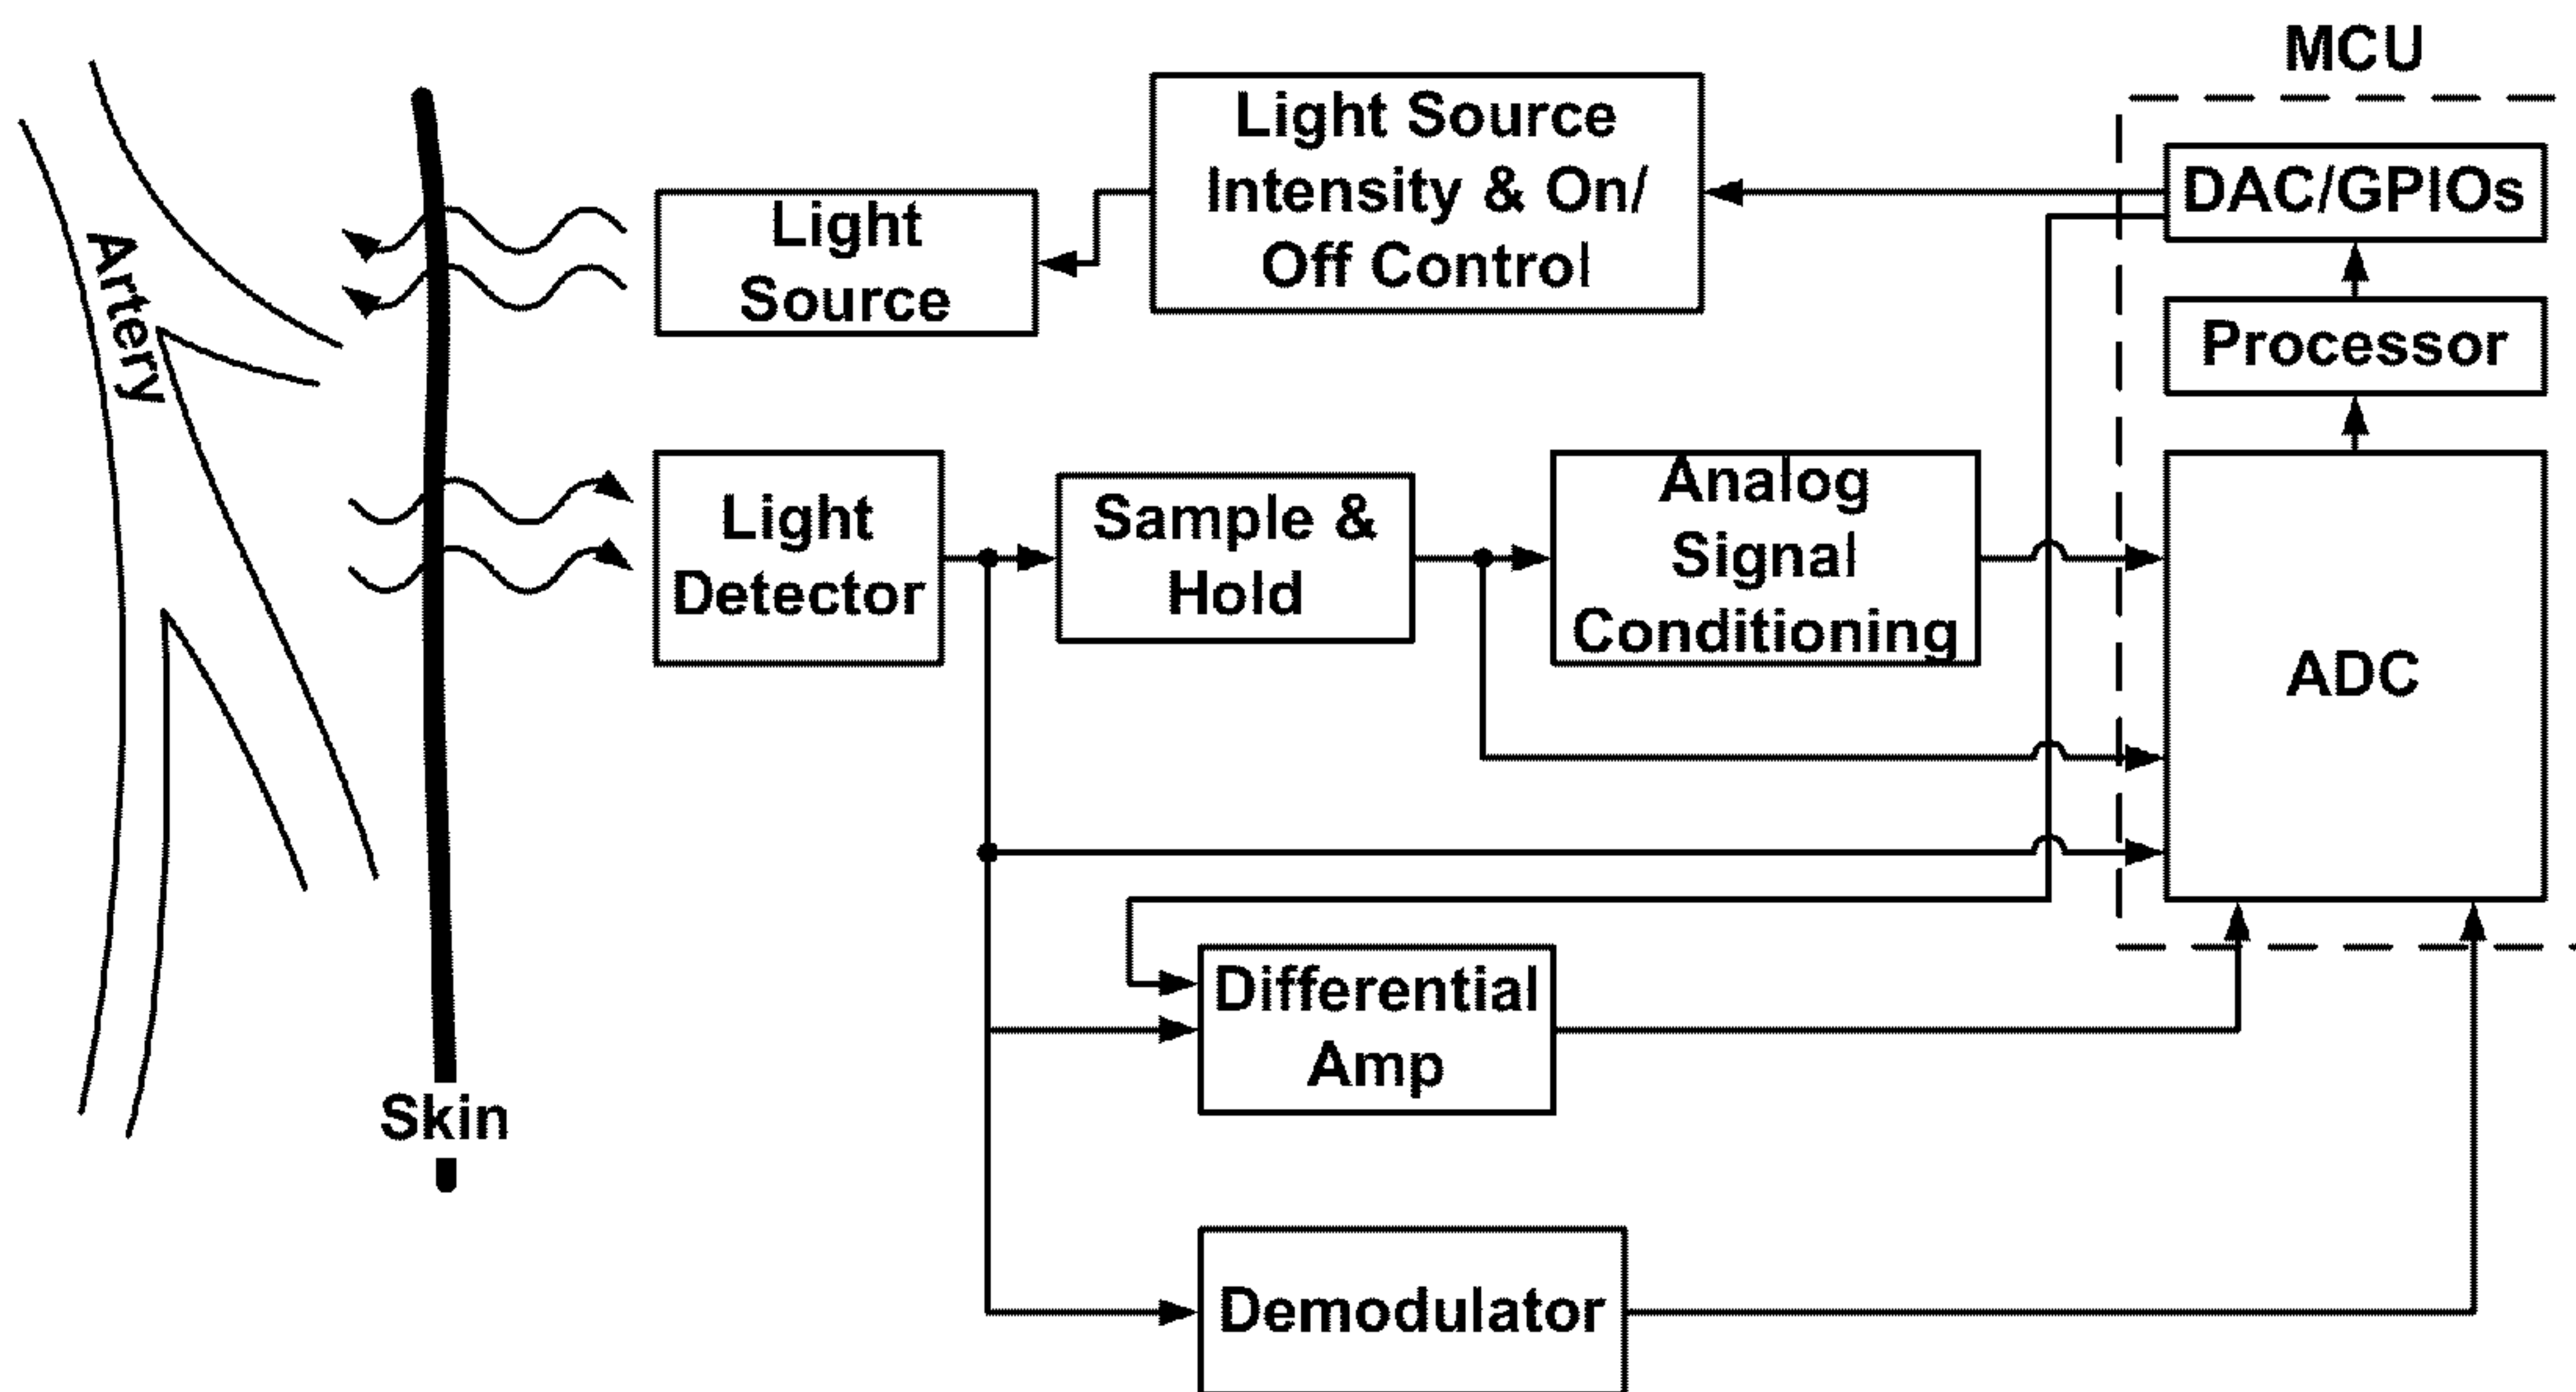 MCU
Light Source
Intensity & On/
Off Control
DAC/GPIOs
Light
Source
Artery
Processor
Light
Detector
Sample &
Hold
Analog
Signal
Conditioning
ADC
Differential
Amp
Skin
Demodulator